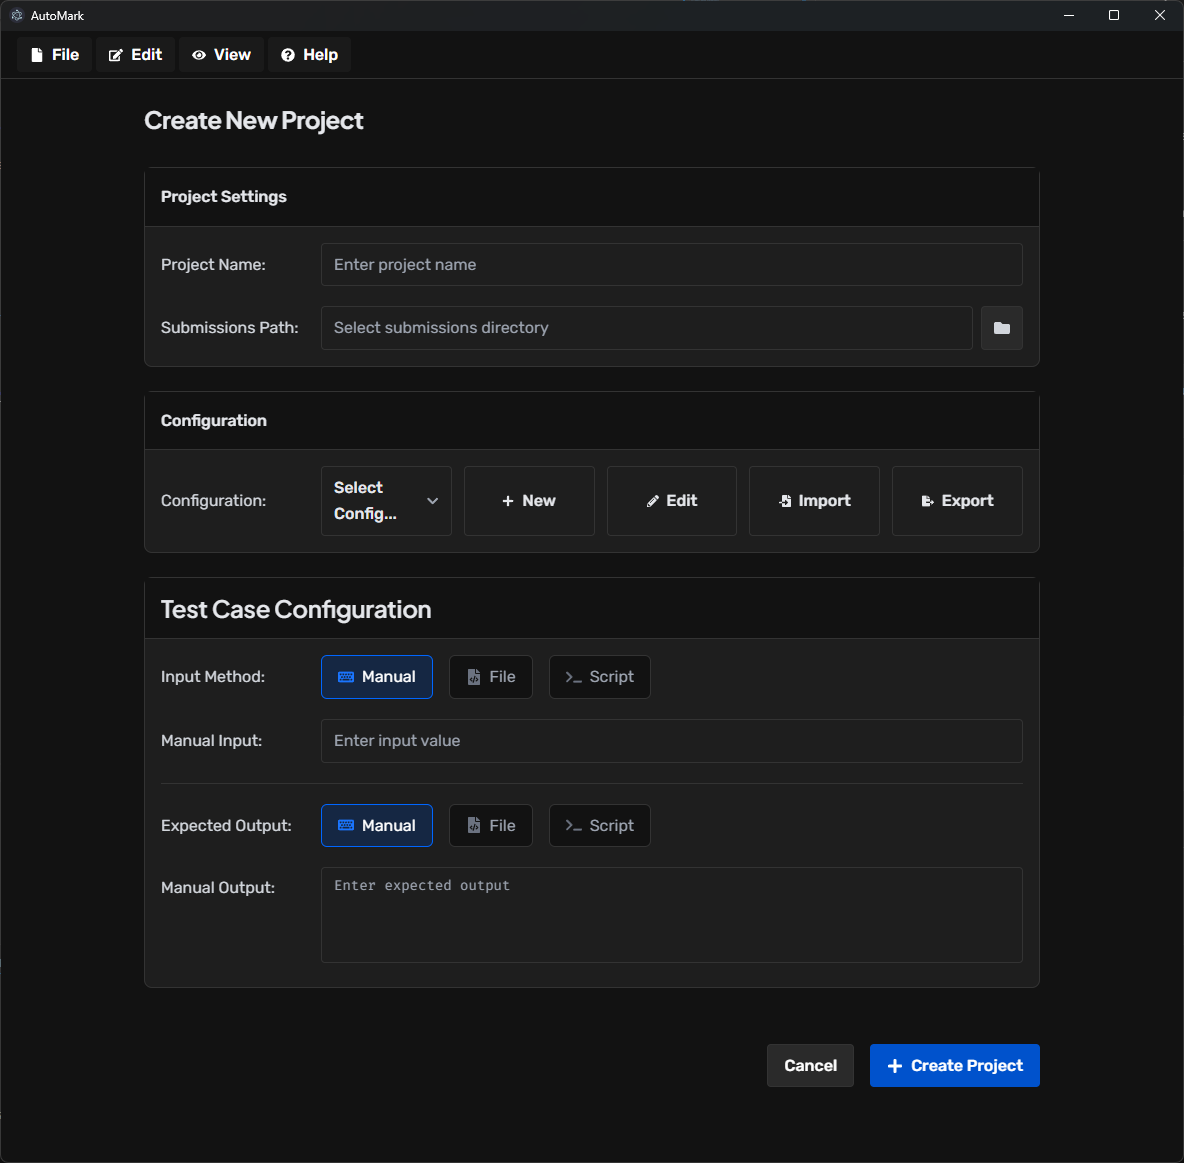 AutoMark
File Edit View Help
Create New Project
Project Settings
Project Name: Enter project name
Submissions Path: Select submissions directory
Configuration
Configuration: Select Config... New Edit Import Export
Test Case Configuration
Input Method: Manual File Script
Manual Input: Enter input value
Expected Output: Manual File Script
Manual Output: Enter expected output
Cancel Create Project